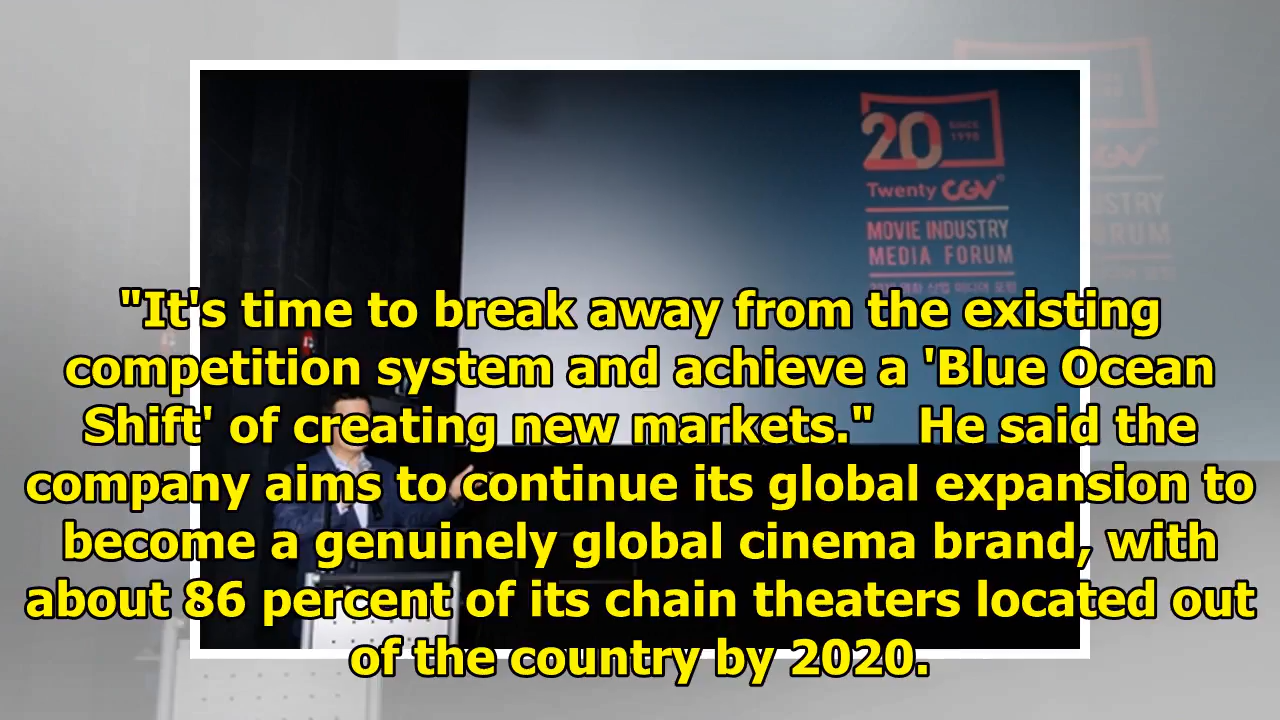 20 SINCE 1998
Twenty CGV
MOVIE INDUSTRY
MEDIA FORUM
"It's time to break away from the existing
competition system and achieve a 'Blue Ocean
Shift' of creating new markets."   He said the
company aims to continue its global expansion to
become a genuinely global cinema brand, with
about 86 percent of its chain theaters located out
of the country by 2020.